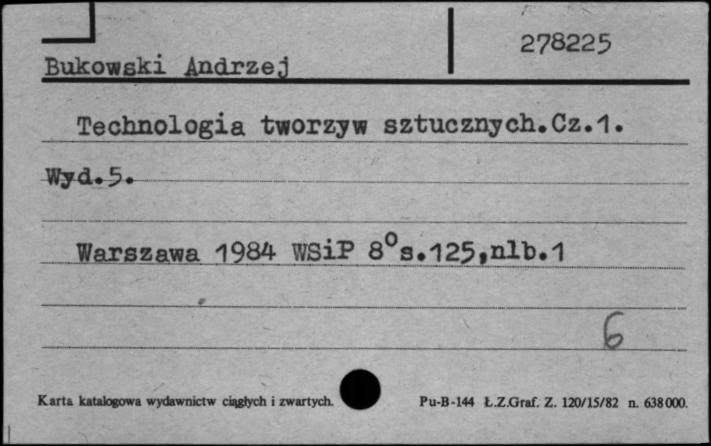 278225
Bukowski Andrzej
Technologia tworzyw sztucznych.Cz.1.
Wyd.5.
Warszawa 1984 WSiP 8°s.125,nlb.1
6
Karta katalogowa wydawnictw ciągłych i zwartych. Pu-B-144 Ł.Z.Graf. Z. 120/15/82 n. 638000.